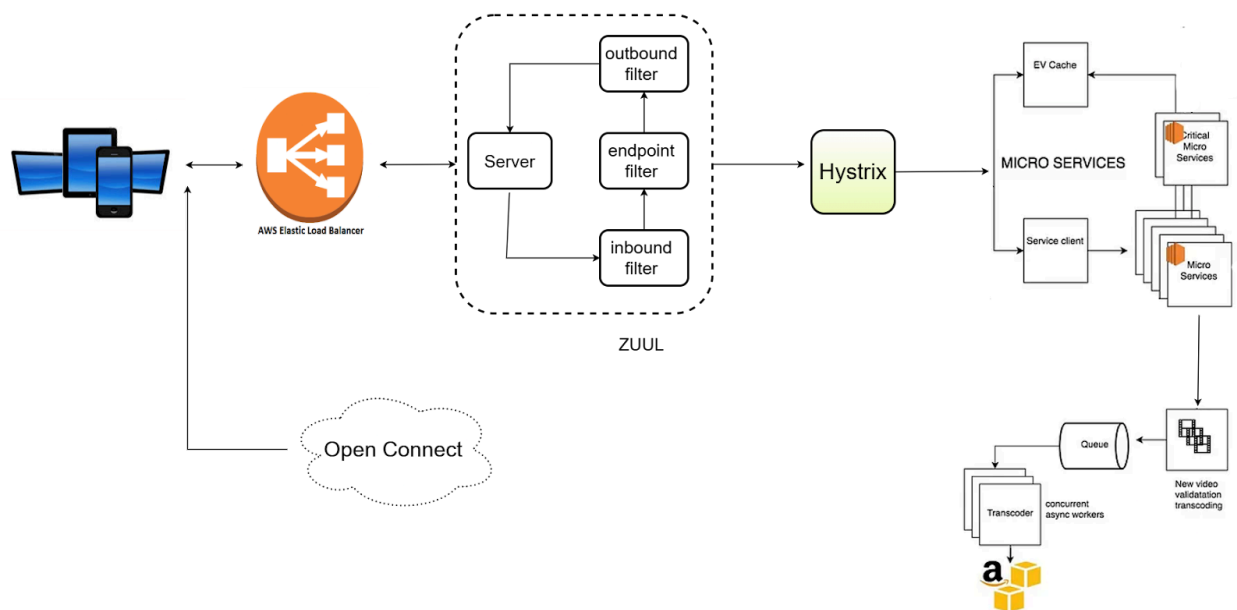 outbound
filter
EV Cache
Critical
Micro
Services
Server
endpoint
filter
Hystrix
MICRO SERVICES
AWS Elastic Load Balancer
inbound
filter
Service client
Micro
Services
ZUUL
Open Connect
Queue
New video
validatation
transcoding
Transcoder
concurrent
async workers
a